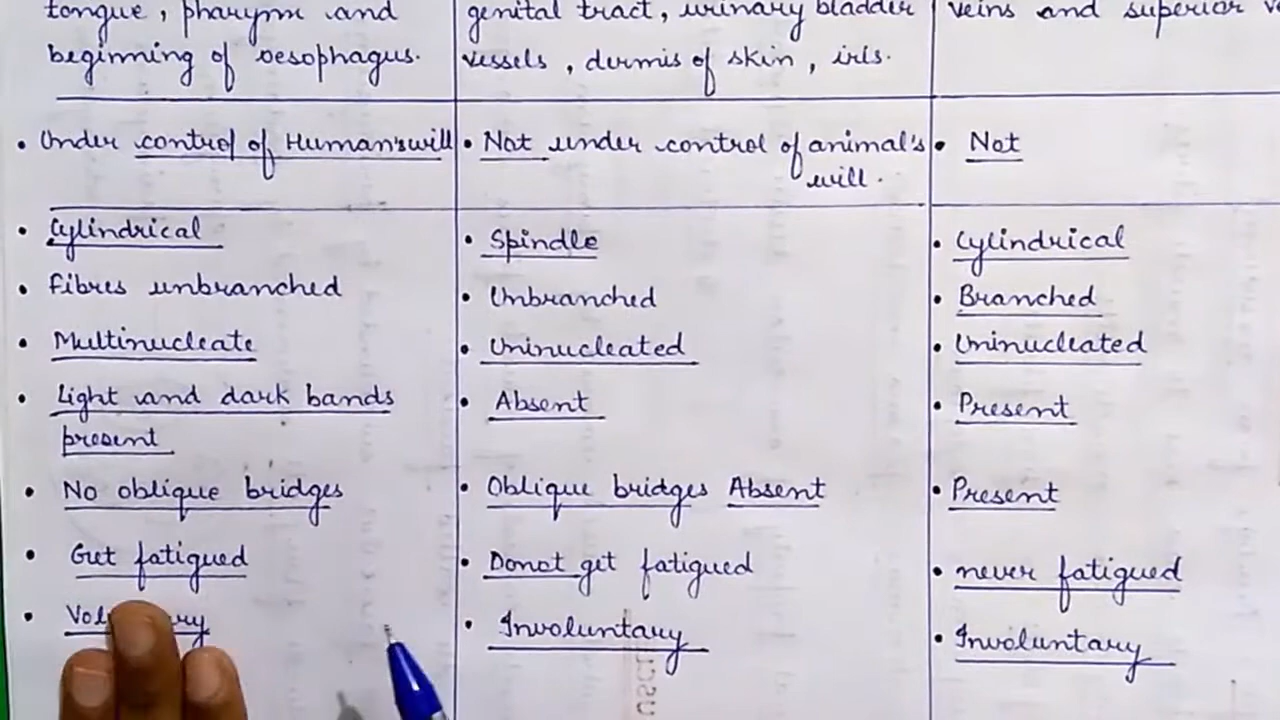 tongue, pharynx and
beginning of oesophagus.
genital tract, urinary bladder
vessels, dermis of skin, iris.
veins and superior
• Under control of Human's will
• Not under control of animal's
will.
• Not
• Cylindrical
• Spindle
• Cylindrical
• Fibres unbranched
• Unbranched
• Branched
• Multinucleate
• Uninucleated
• Uninucleated
• Light and dark bands
present
• Absent
• Present
• No oblique bridges
• Oblique bridges Absent
• Present
• Get fatigued
• Donot get fatigued
• never fatigued
• Involuntary
• Involuntary